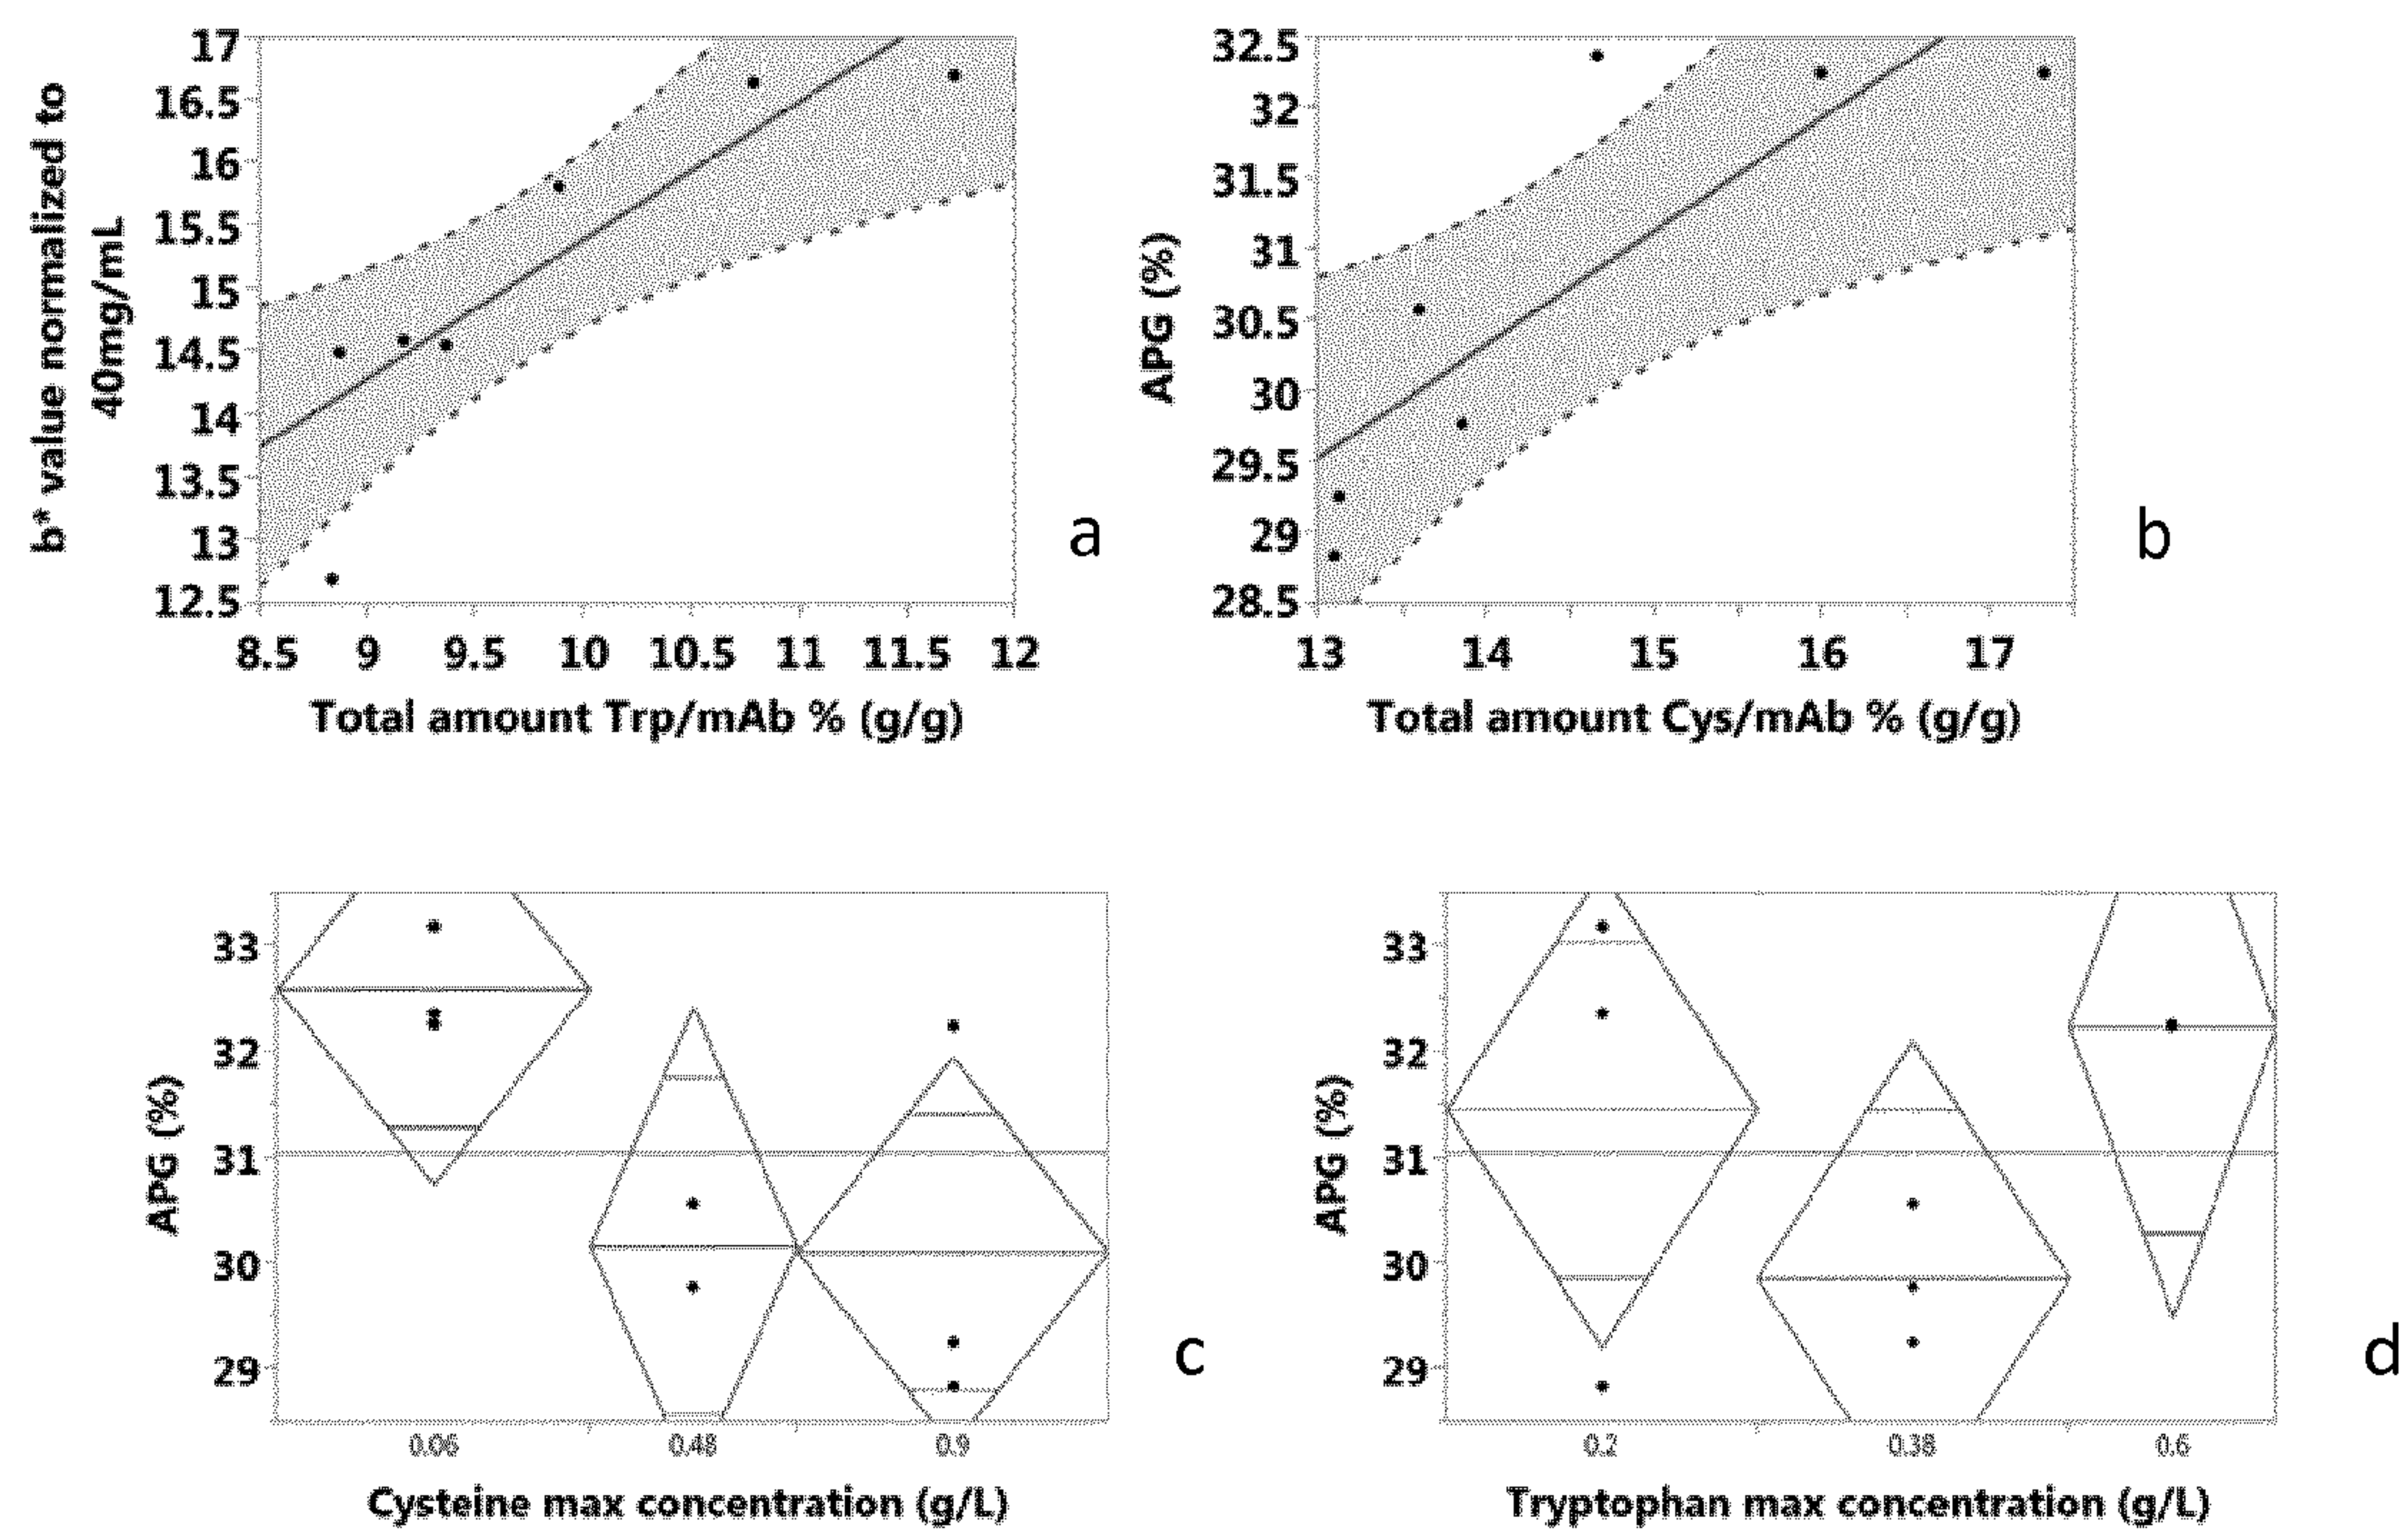 b* value normalized to
40mg/mL
17
16.5
16
15.5
15
14.5
14
13.5
13
12.5
8.5 9 9.5 10 10.5 11 11.5 12
Total amount Trp/mAb % (g/g)
a
APG (%)
32.5
32
31.5
31
30.5
30
29.5
29
28.5
13 14 15 16 17
Total amount Cys/mAb % (g/g)
b
APG (%)
33
32
31
30
29
0.06 0.48 0.9
Cysteine max concentration (g/L)
c
APG (%)
33
32
31
30
29
0.2 0.38 0.6
Tryptophan max concentration (g/L)
d